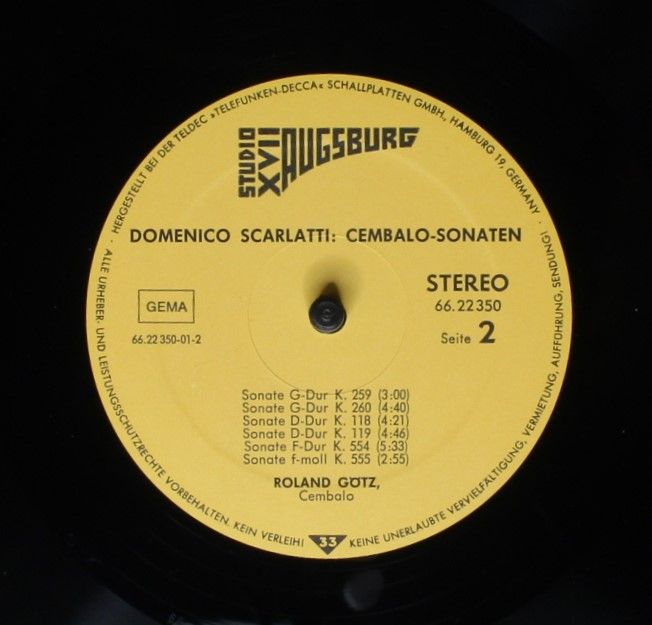 HERGESTELLT BEI DER TELDEC »TELEFUNKEN-DECCA« SCHALLPLATTEN GMBH, HAMBURG 19, GERMANY ·
STUDIO
XVII
AUGSBURG
DOMENICO SCARLATTI: CEMBALO-SONATEN
GEMA
66.22 350-01-2
STEREO
66.22 350
Seite 2
Sonate G-Dur K. 259 (3:00)
Sonate G-Dur K. 260 (4:40)
Sonate D-Dur K. 118 (4:21)
Sonate D-Dur K. 119 (4:46)
Sonate F-Dur K. 554 (5:33)
Sonate f-moll K. 555 (2:55)
ROLAND GÖTZ,
Cembalo
· ALLE URHEBER- UND LEISTUNGSSCHUTZRECHTE VORBEHALTEN. KEIN VERLEIH! KEINE UNERLAUBTE VERVIELFÄLTIGUNG, VERMIETUNG, AUFFÜHRUNG, SENDUNG!
33